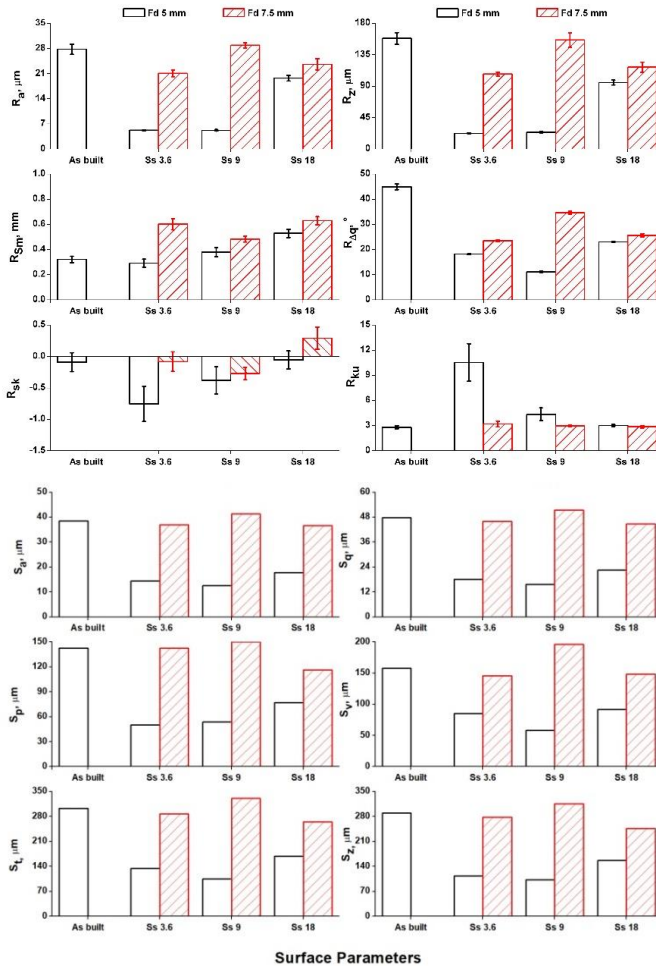 Fd 5 mm Fd 7.5 mm Fd 5 mm Fd 7.5 mm
35
28
21
14
7
0
Ra, μm
As built Ss 3.6 Ss 9 Ss 18
180
135
90
45
0
Rz, μm
As built Ss 3.6 Ss 9 Ss 18
1.0
0.8
0.6
0.4
0.2
0.0
RSm, mm
As built Ss 3.6 Ss 9 Ss 18
50
40
30
20
10
0
RΔq, °
As built Ss 3.6 Ss 9 Ss 18
0.5
0.0
-0.5
-1.0
-1.5
Rsk
As built Ss 3.6 Ss 9 Ss 18
15
12
9
6
3
0
Rku
As built Ss 3.6 Ss 9 Ss 18
50
40
30
20
10
0
Sa, μm
As built Ss 3.6 Ss 9 Ss 18
60
48
36
24
12
0
Sq, μm
As built Ss 3.6 Ss 9 Ss 18
150
120
90
60
30
0
Sp, μm
As built Ss 3.6 Ss 9 Ss 18
200
150
100
50
0
Sv, μm
As built Ss 3.6 Ss 9 Ss 18
350
280
210
140
70
0
St, μm
As built Ss 3.6 Ss 9 Ss 18
350
280
210
140
70
0
Sz, μm
As built Ss 3.6 Ss 9 Ss 18
Surface Parameters